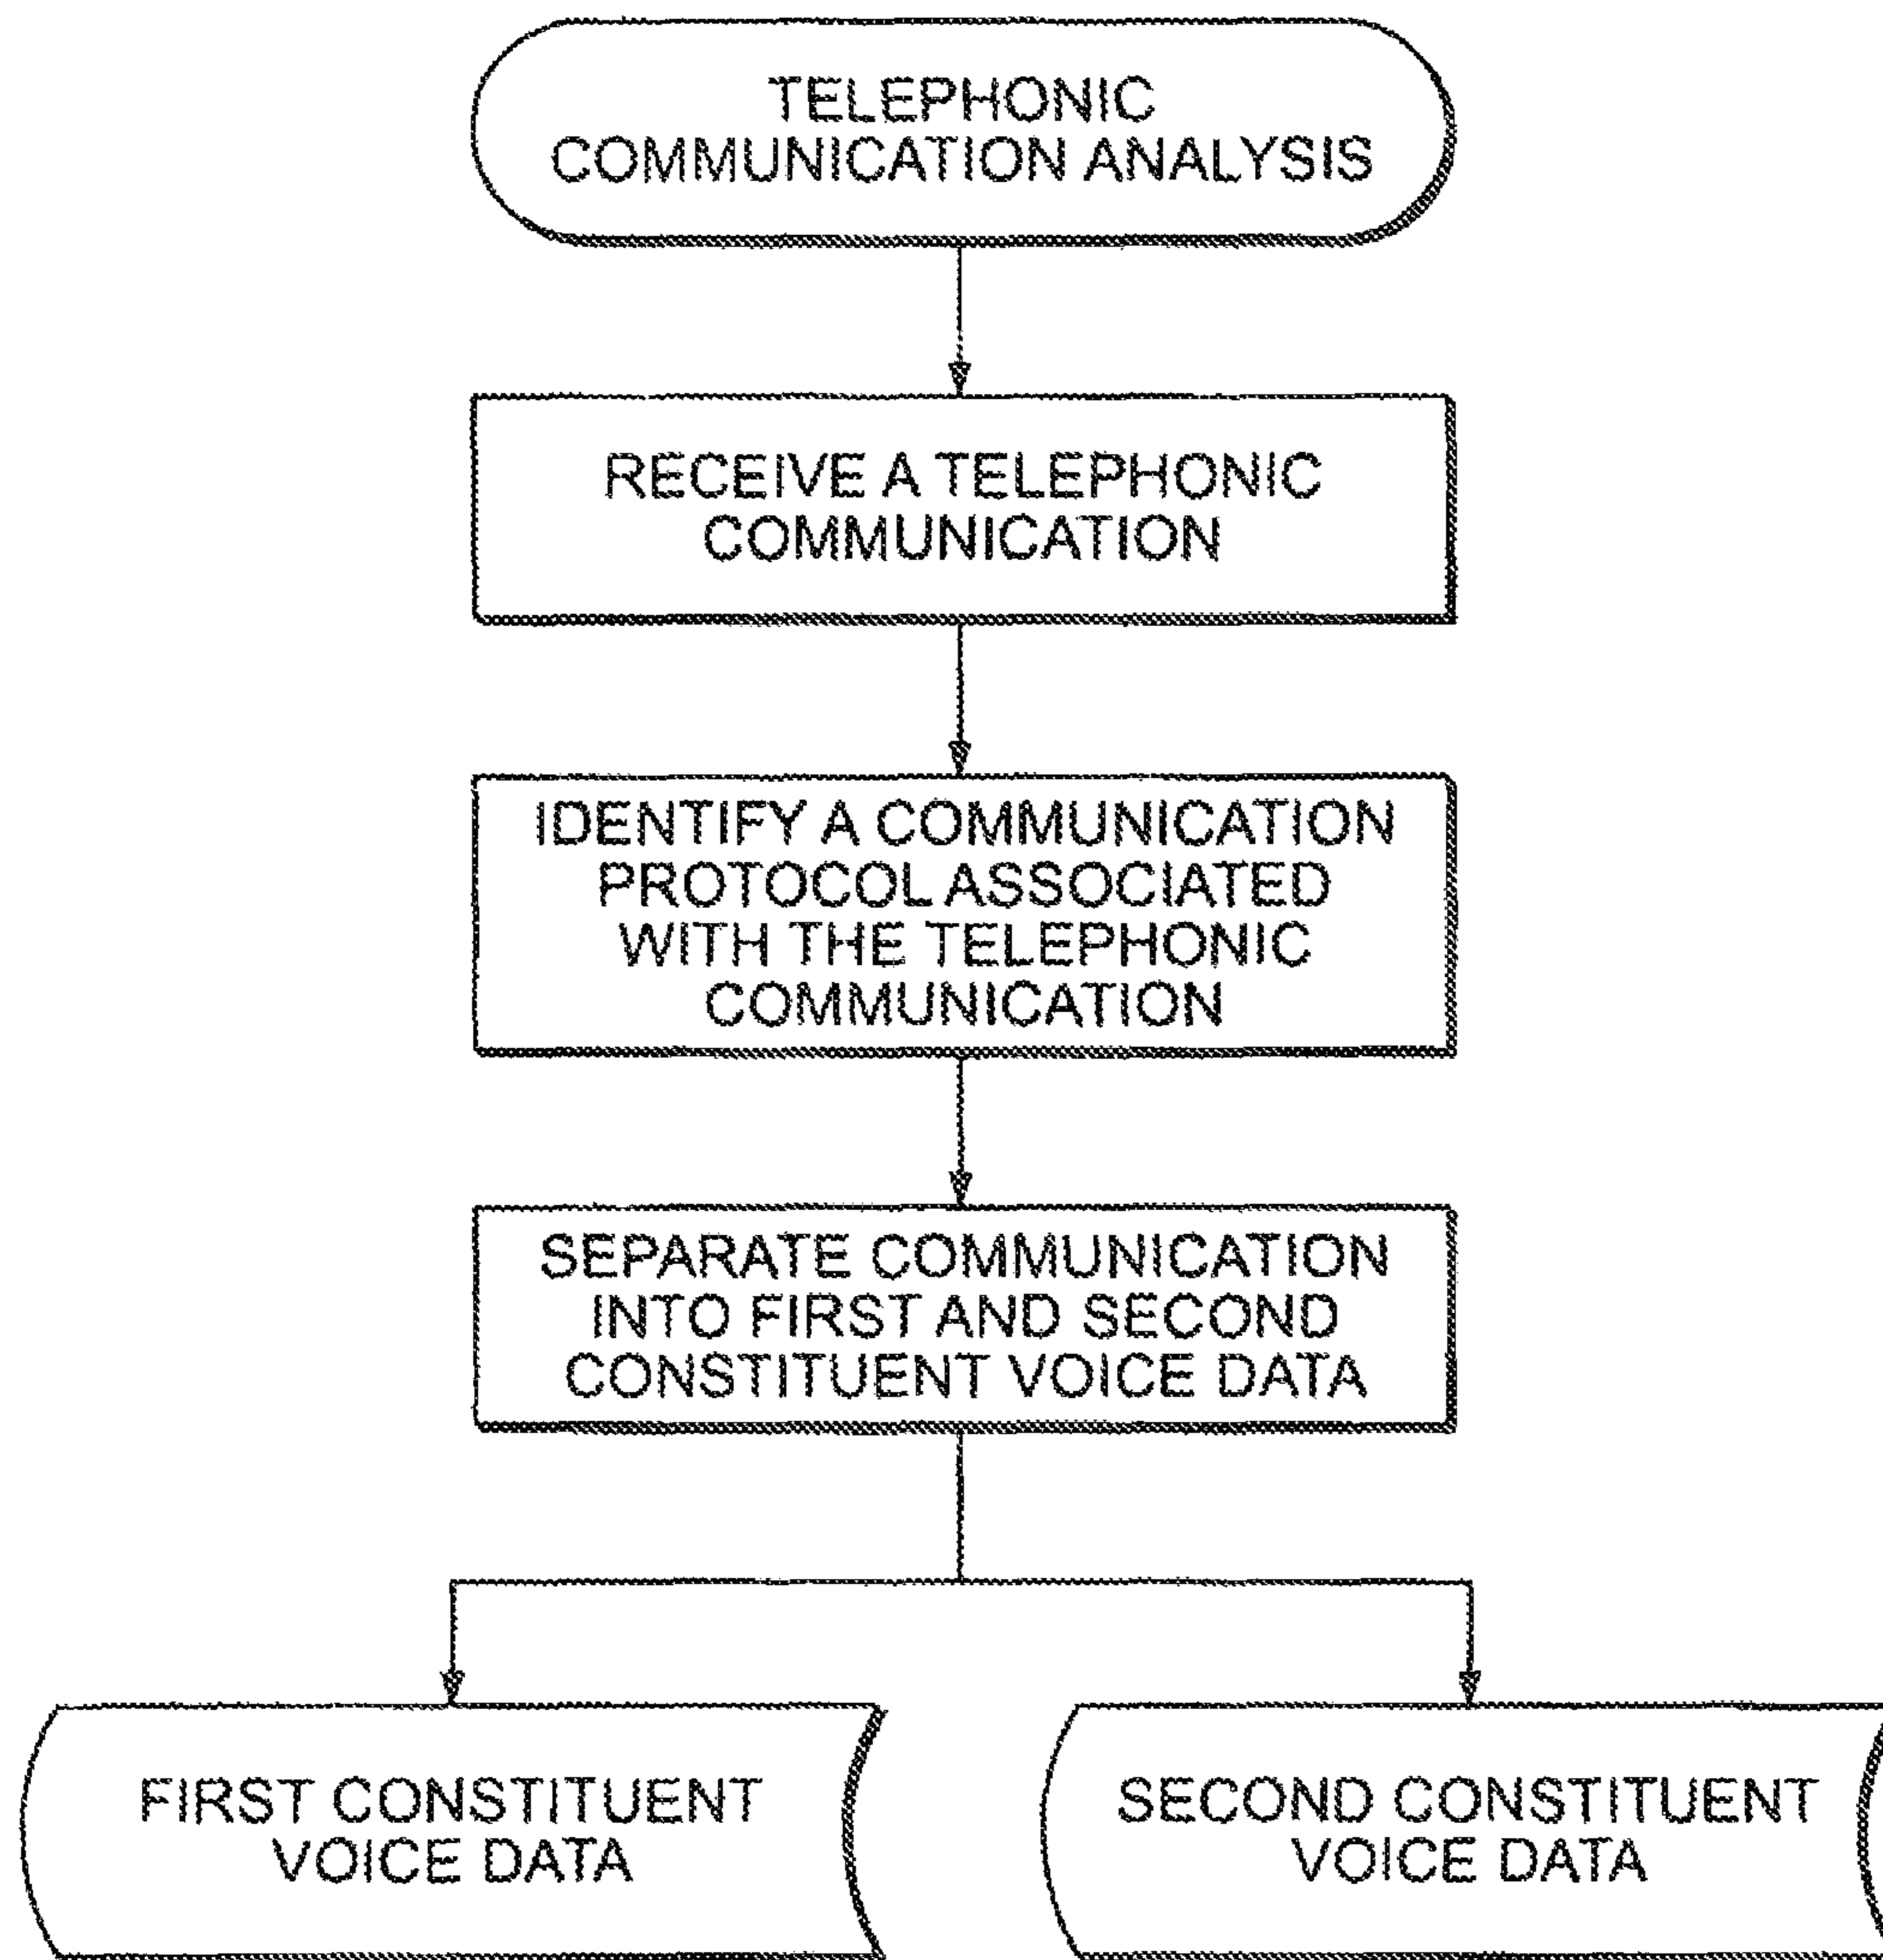 TELEPHONIC
COMMUNICATION ANALYSIS
RECEIVE A TELEPHONIC
COMMUNICATION
IDENTIFY A COMMUNICATION
PROTOCOL ASSOCIATED
WITH THE TELEPHONIC
COMMUNICATION
SEPARATE COMMUNICATION
INTO FIRST AND SECOND
CONSTITUENT VOICE DATA
FIRST CONSTITUENT
VOICE DATA
SECOND CONSTITUENT
VOICE DATA